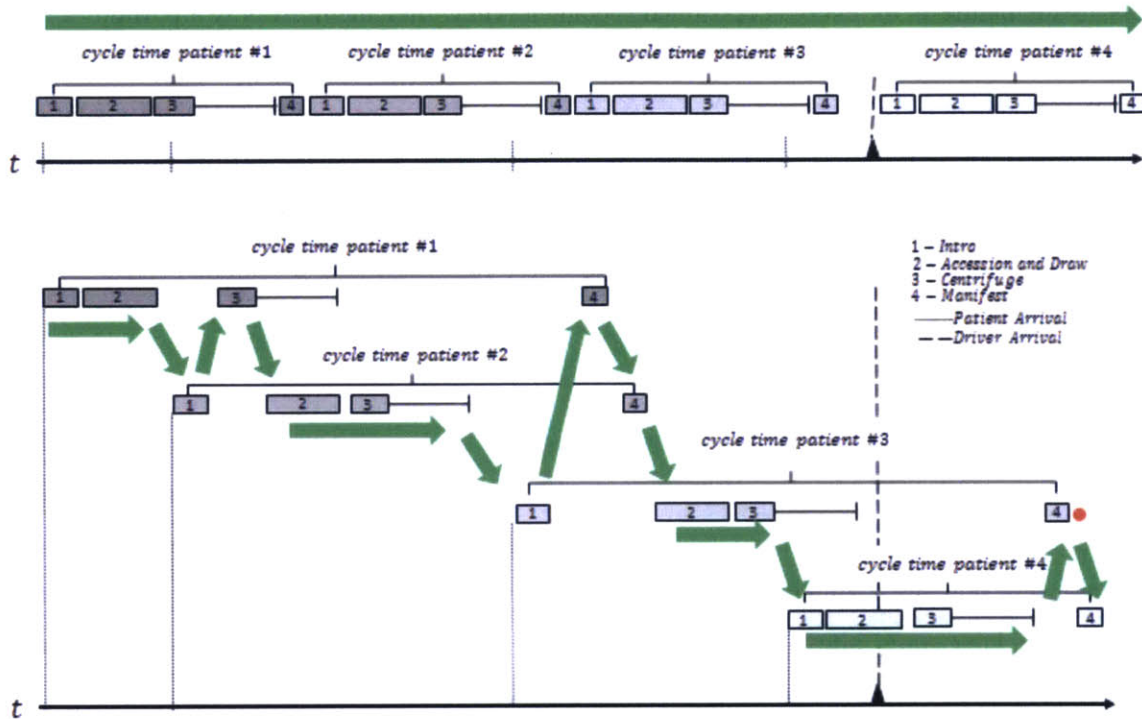 cycle time patient #1
cycle time patient #2
cycle time patient #3
cycle time patient #4
1 2 3 4 1 2 3 4 1 2 3 4 1 2 3 4
t
cycle time patient #1
1 – Intro
2 – Accession and Draw
3 – Centrifuge
4 – Manifest
Patient Arrival
Driver Arrival
1 2 3 4
cycle time patient #2
1 2 3 4
cycle time patient #3
1 2 3 4
cycle time patient #4
1 2 3 4
t